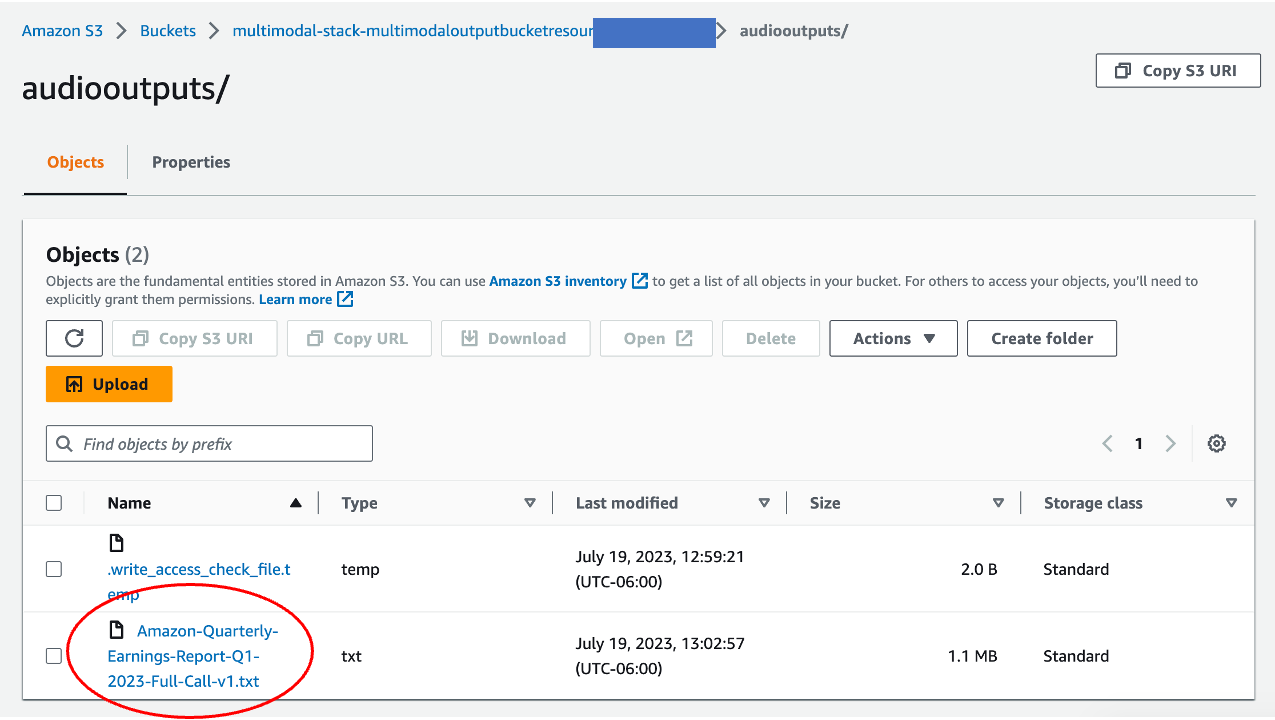 Amazon S3 > Buckets > multimodal-stack-multimodaloutputbucketresour > audiooutputs/
audiooutputs/
Copy S3 URI
Objects
Properties
Objects (2)
Objects are the fundamental entities stored in Amazon S3. You can use Amazon S3 inventory to get a list of all objects in your bucket. For others to access your objects, you’ll need to
explicitly grant them permissions. Learn more
Copy S3 URI
Copy URL
Download
Open
Delete
Actions
Create folder
Upload
Find objects by prefix
1
Name
Type
Last modified
Size
Storage class
.write_access_check_file.t
emp
temp
July 19, 2023, 12:59:21
(UTC-06:00)
2.0 B
Standard
Amazon-Quarterly-
Earnings-Report-Q1-
2023-Full-Call-v1.txt
txt
July 19, 2023, 13:02:57
(UTC-06:00)
1.1 MB
Standard